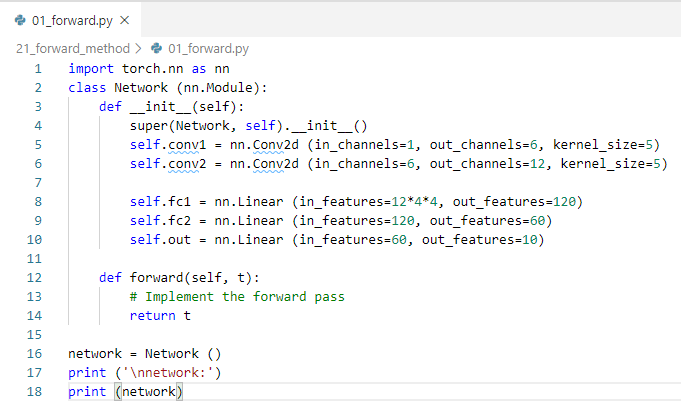 01_forward.py ×
21_forward_method > 01_forward.py
1 import torch.nn as nn
2 class Network (nn.Module):
3     def __init__(self):
4         super(Network, self).__init__()
5         self.conv1 = nn.Conv2d (in_channels=1, out_channels=6, kernel_size=5)
6         self.conv2 = nn.Conv2d (in_channels=6, out_channels=12, kernel_size=5)
7
8         self.fc1 = nn.Linear (in_features=12*4*4, out_features=120)
9         self.fc2 = nn.Linear (in_features=120, out_features=60)
10         self.out = nn.Linear (in_features=60, out_features=10)
11
12     def forward(self, t):
13         # Implement the forward pass
14         return t
15
16 network = Network ()
17 print ('\nnetwork:')
18 print (network)